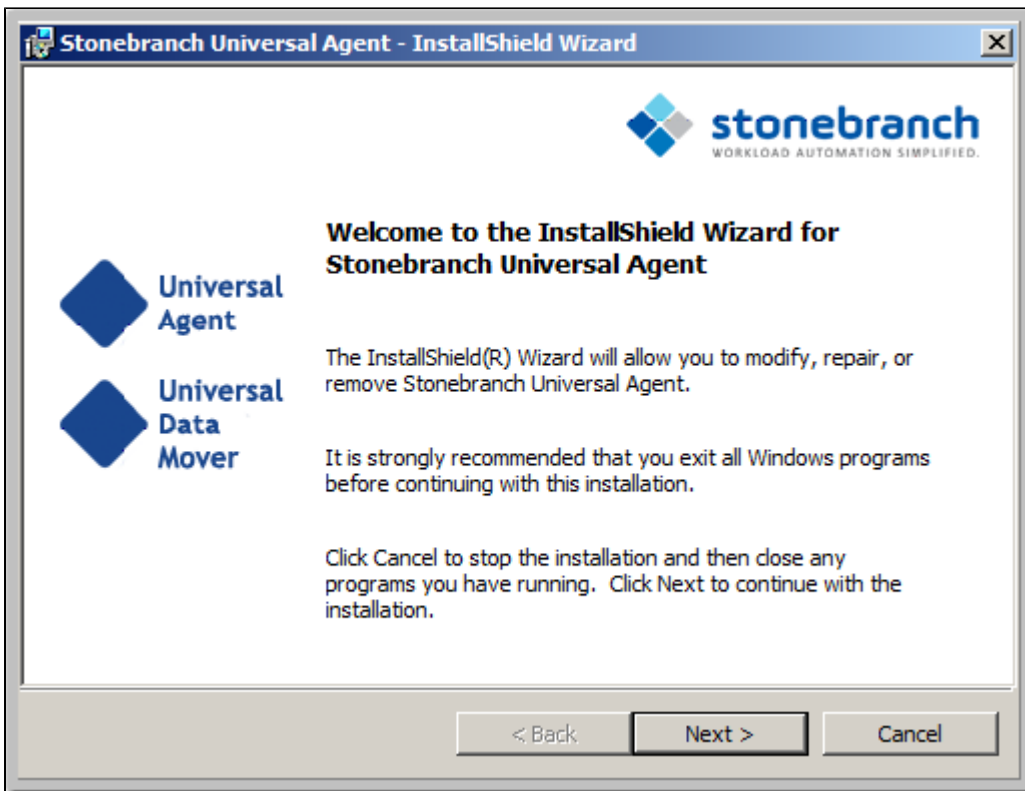 Stonebranch Universal Agent - InstallShield Wizard
stonebranch
WORKLOAD AUTOMATION SIMPLIFIED.
Welcome to the InstallShield Wizard for
Stonebranch Universal Agent
Universal
Agent
The InstallShield(R) Wizard will allow you to modify, repair, or
remove Stonebranch Universal Agent.
Universal
Data
Mover
It is strongly recommended that you exit all Windows programs
before continuing with this installation.
Click Cancel to stop the installation and then close any
programs you have running.  Click Next to continue with the
installation.
< Back
Next >
Cancel